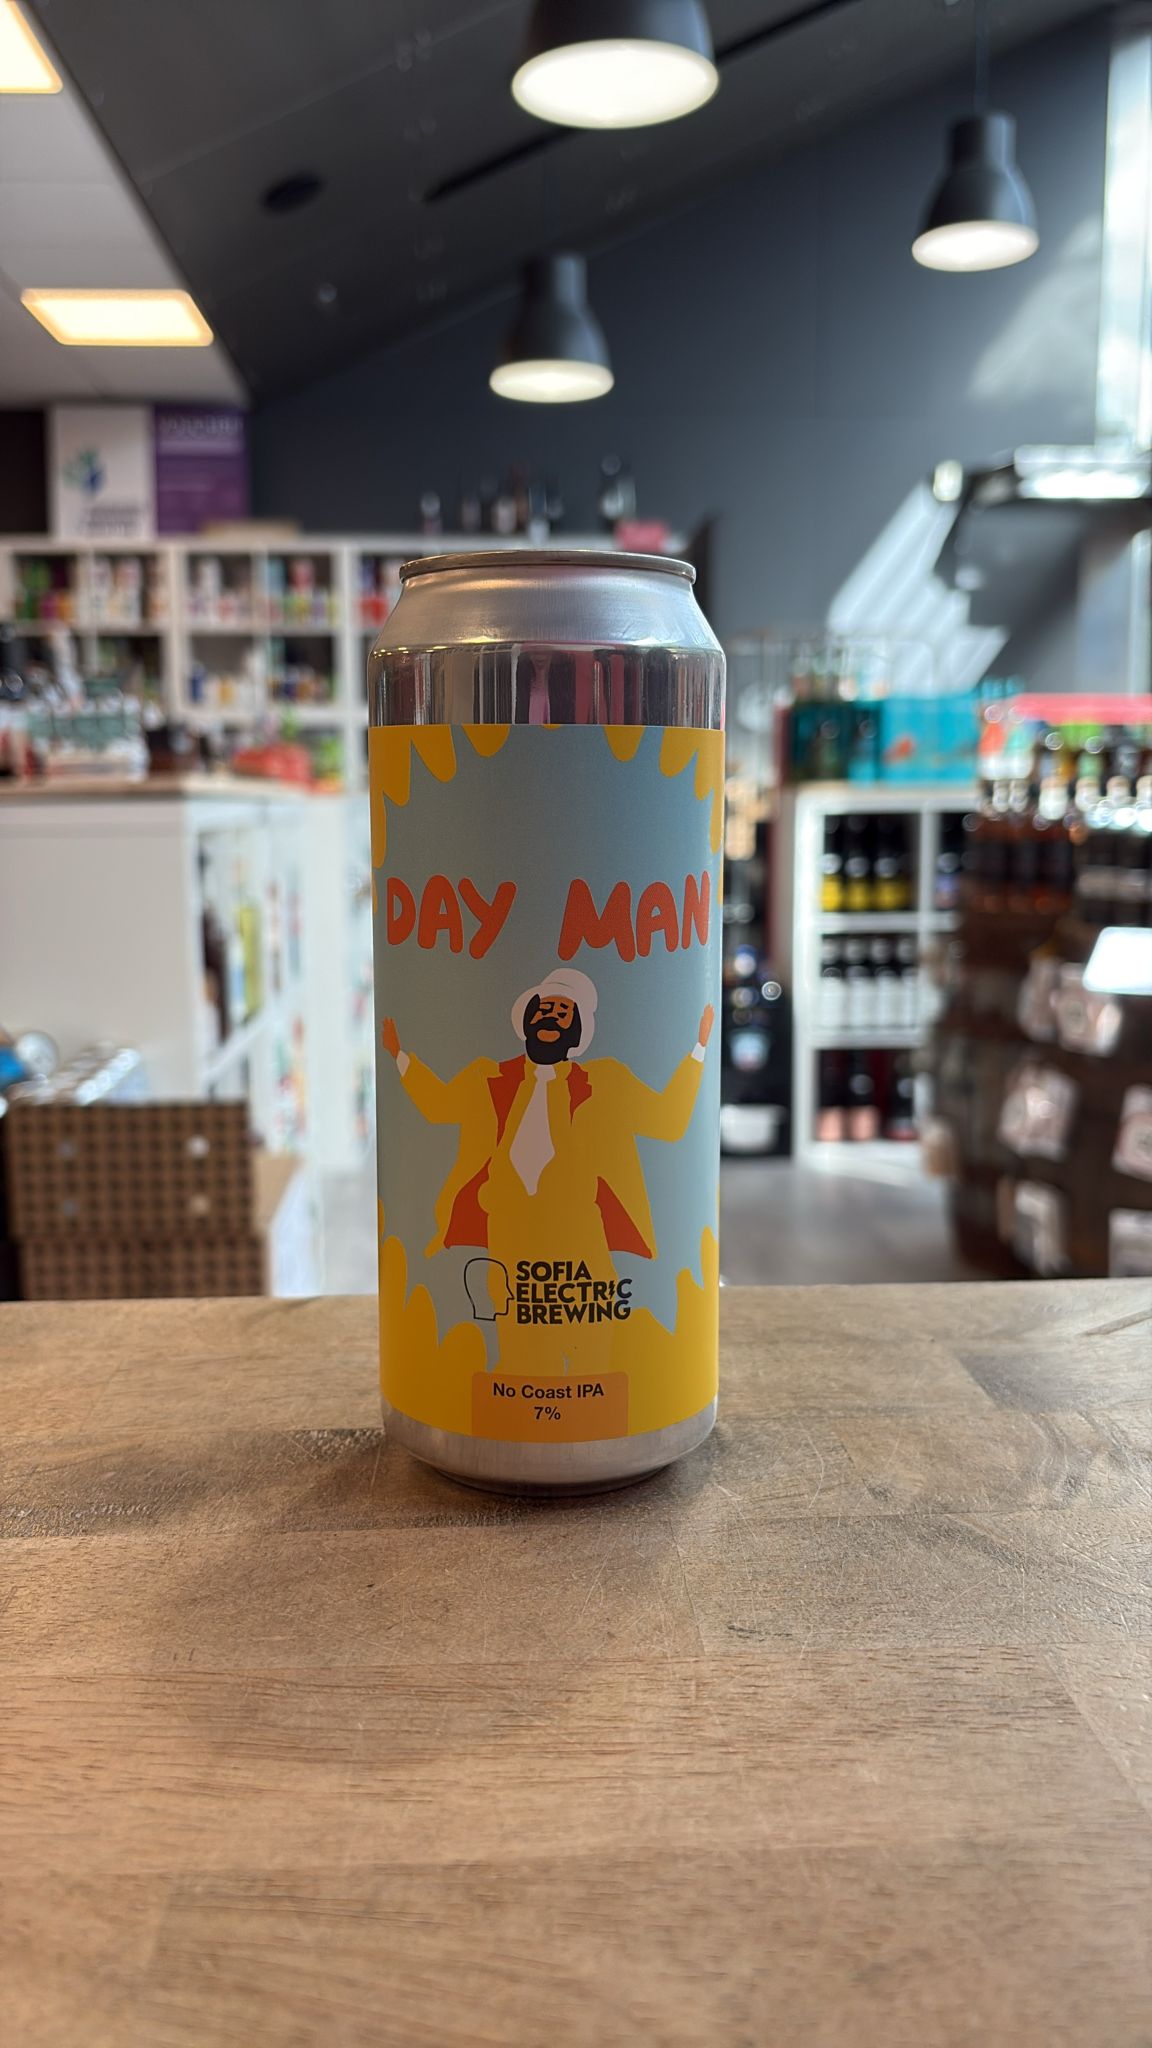 DAY MAN
SOFIA
ELECTRIC
BREWING
No Coast IPA
7%